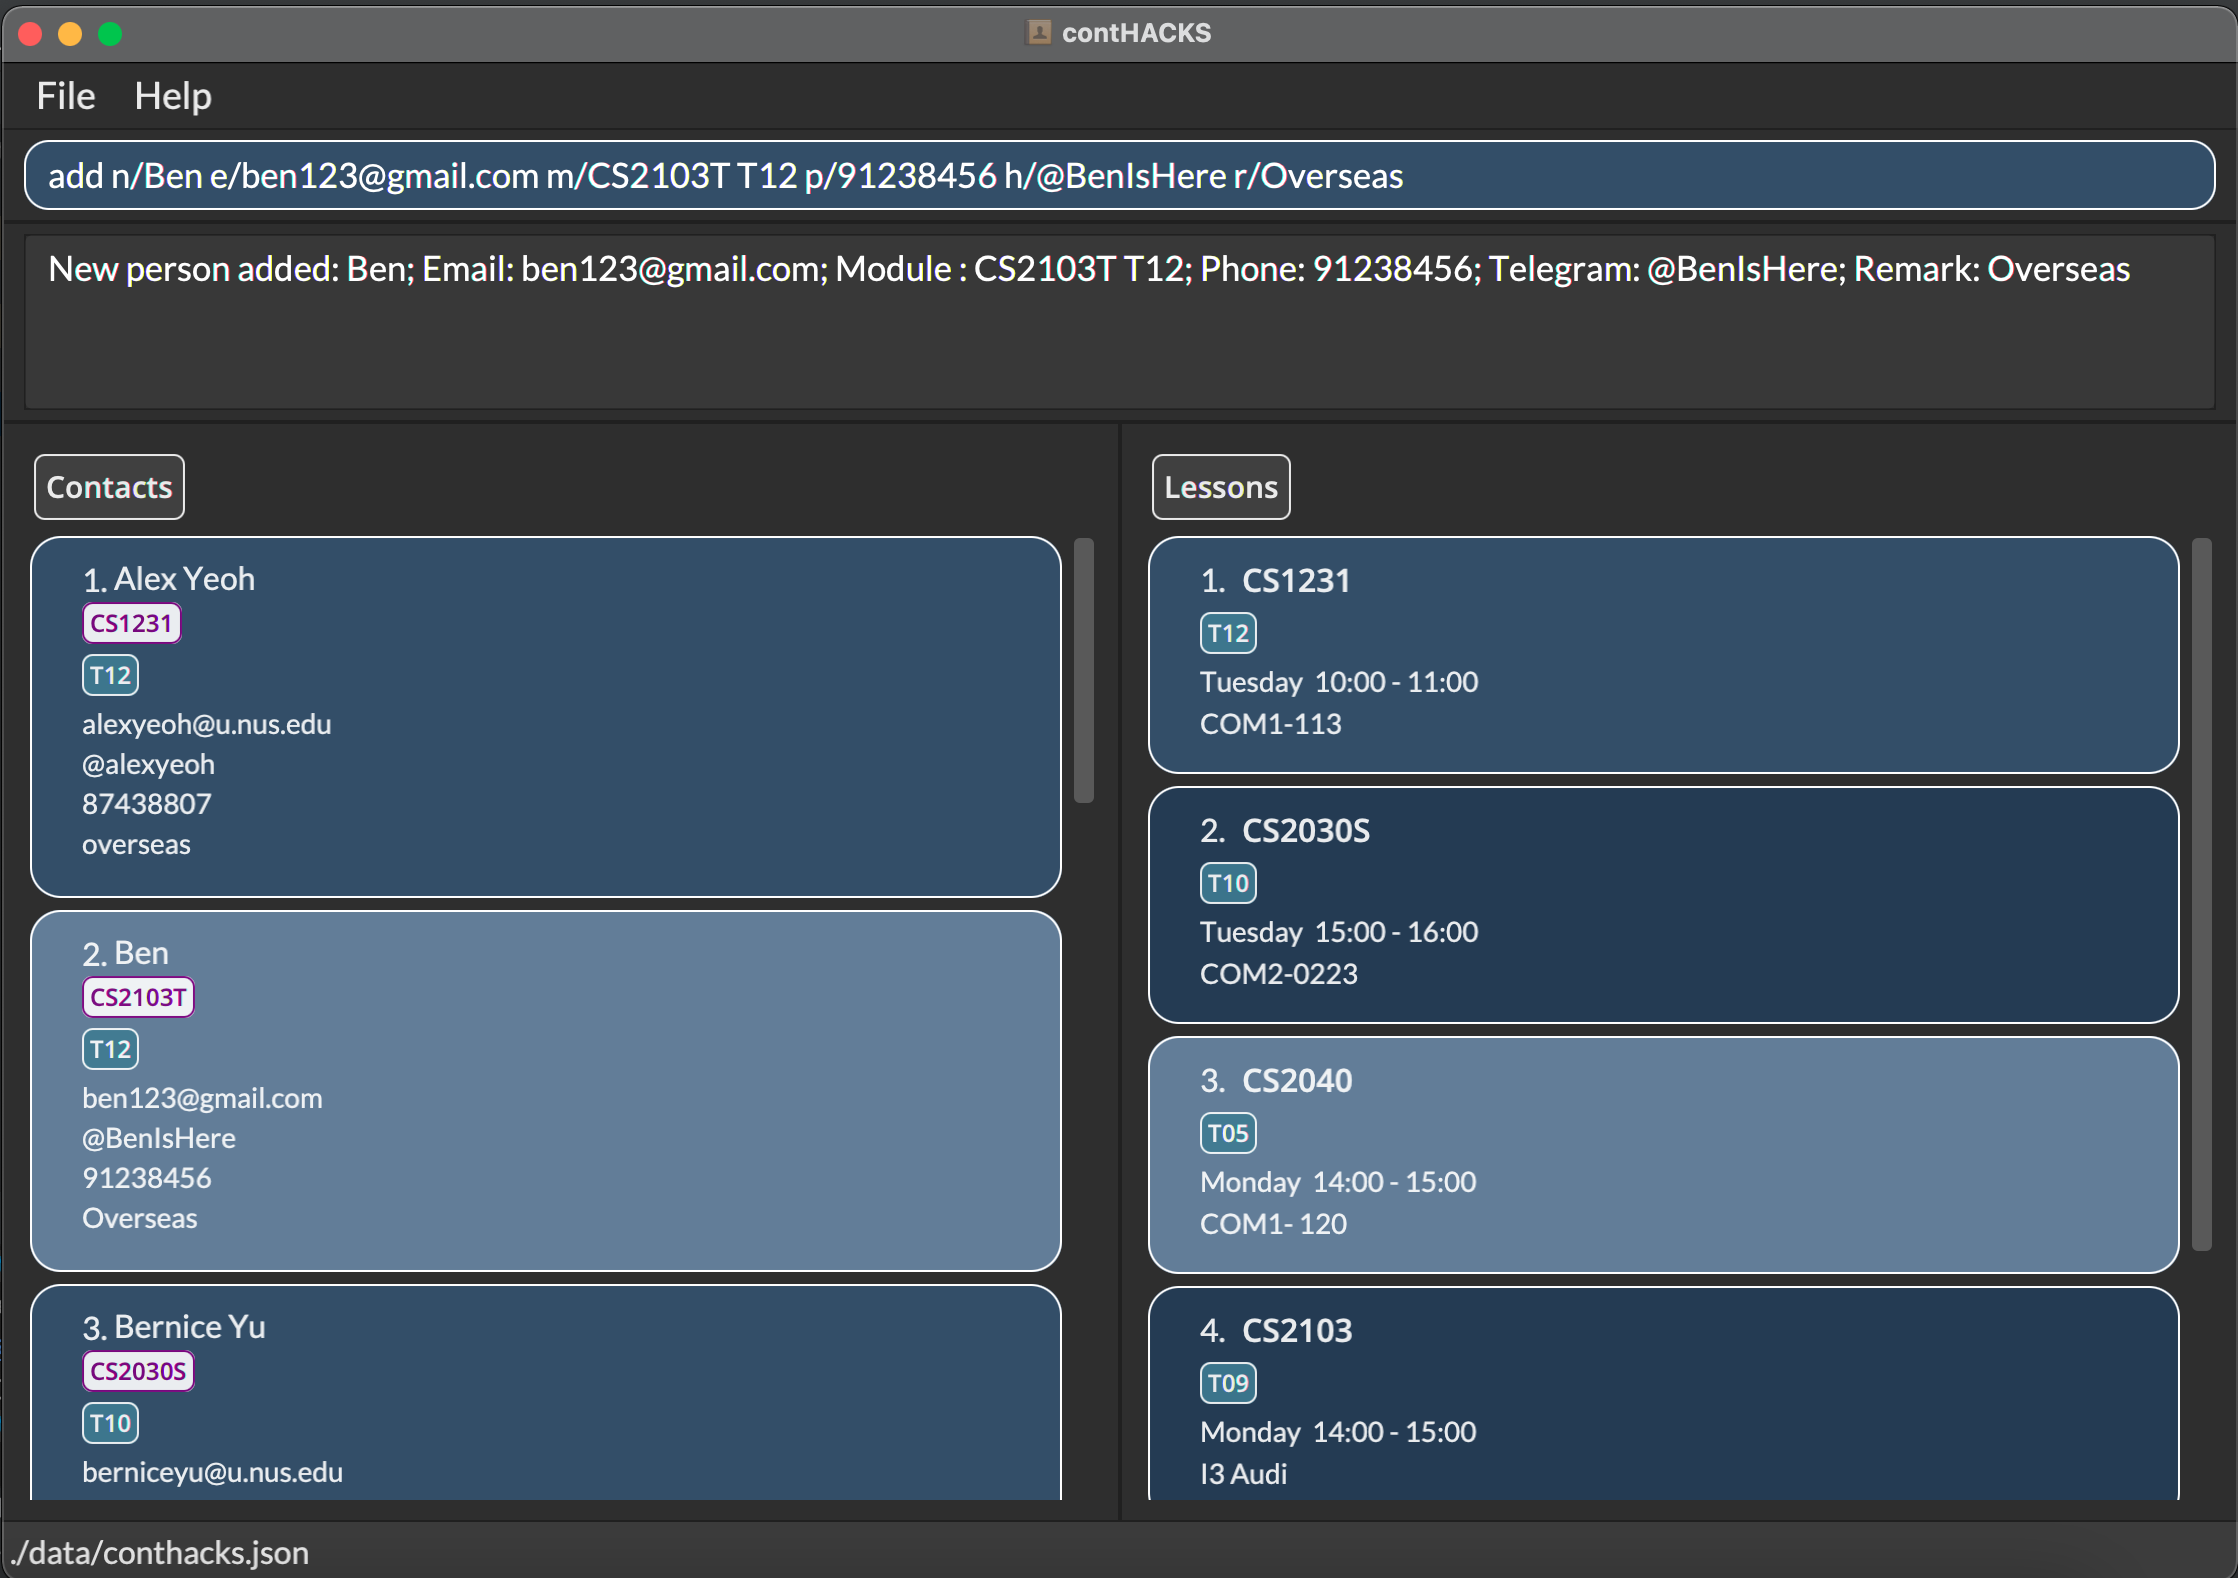 contHACKS
File Help
add n/Ben e/ben123@gmail.com m/CS2103T T12 p/91238456 h/@BenIsHere r/Overseas
New person added: Ben; Email: ben123@gmail.com; Module : CS2103T T12; Phone: 91238456; Telegram: @BenIsHere; Remark: Overseas
Contacts
1. Alex Yeoh
CS1231
T12
alexyeoh@u.nus.edu
@alexyeoh
87438807
overseas
2. Ben
CS2103T
T12
ben123@gmail.com
@BenIsHere
91238456
Overseas
3. Bernice Yu
CS2030S
T10
berniceyu@u.nus.edu
Lessons
1. CS1231
T12
Tuesday 10:00 - 11:00
COM1-113
2. CS2030S
T10
Tuesday 15:00 - 16:00
COM2-0223
3. CS2040
T05
Monday 14:00 - 15:00
COM1- 120
4. CS2103
T09
Monday 14:00 - 15:00
I3 Audi
./data/conthacks.json